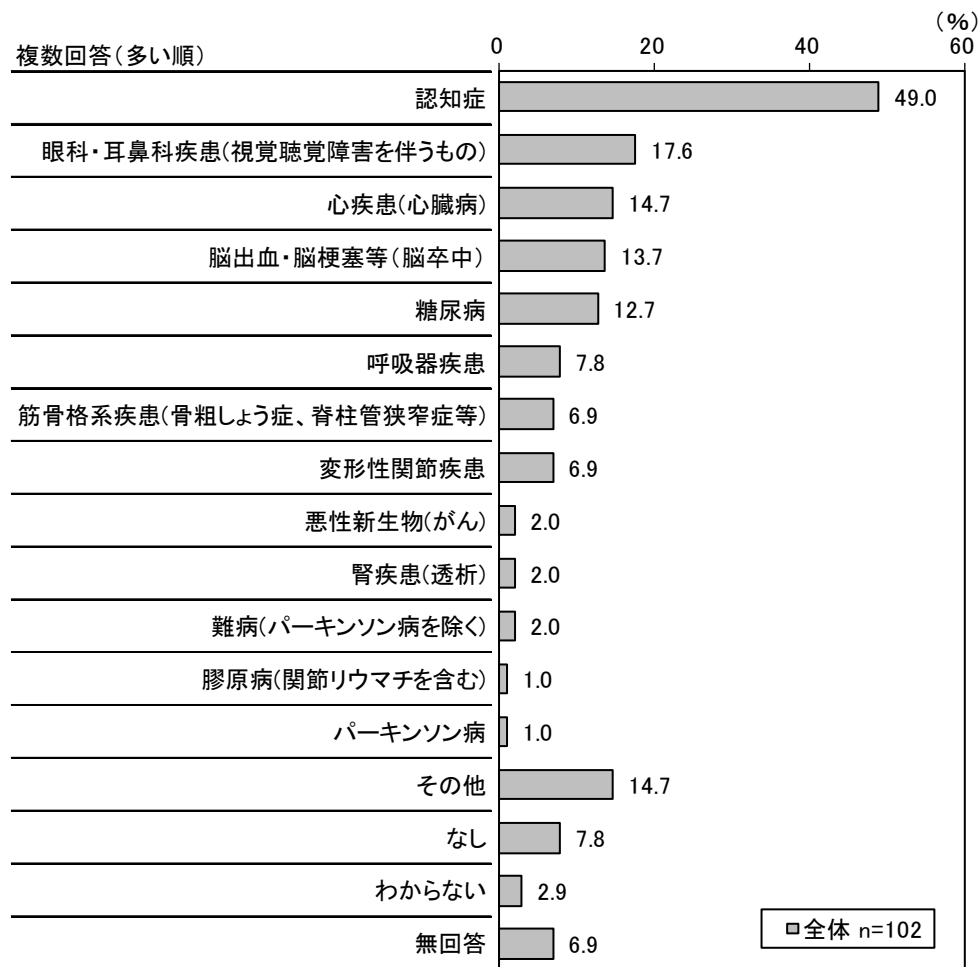 (%)
複数回答(多い順)
0 20 40 60
認知症 49.0
眼科・耳鼻科疾患(視覚聴覚障害を伴うもの) 17.6
心疾患(心臓病) 14.7
脳出血・脳梗塞等(脳卒中) 13.7
糖尿病 12.7
呼吸器疾患 7.8
筋骨格系疾患(骨粗しょう症、脊柱管狭窄症等) 6.9
変形性関節疾患 6.9
悪性新生物(がん) 2.0
腎疾患(透析) 2.0
難病(パーキンソン病を除く) 2.0
膠原病(関節リウマチを含む) 1.0
パーキンソン病 1.0
その他 14.7
なし 7.8
わからない 2.9
無回答 6.9
全体 n=102